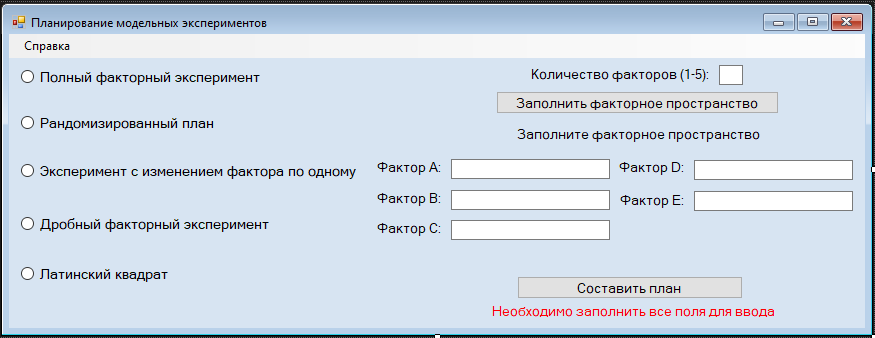 Планирование модельных экспериментов
Справка
Полный факторный эксперимент
Рандомизированный план
Эксперимент с изменением фактора по одному
Дробный факторный эксперимент
Латинский квадрат
Количество факторов (1-5):
Заполнить факторное пространство
Заполните факторное пространство
Фактор A:
Фактор D:
Фактор B:
Фактор E:
Фактор C:
Составить план
Необходимо заполнить все поля для ввода